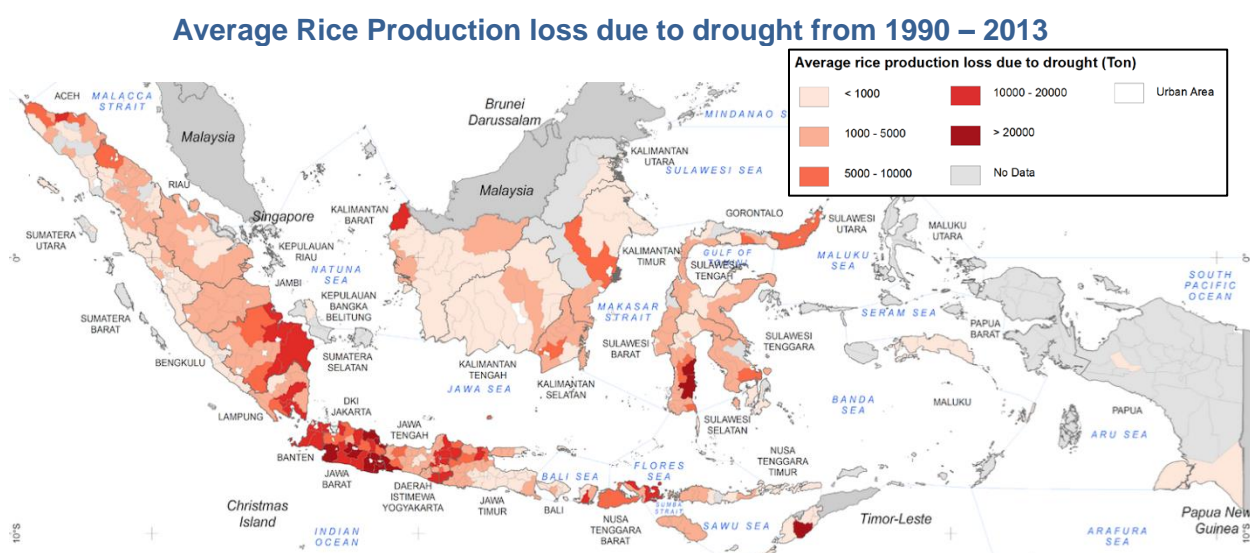 Average Rice Production loss due to drought from 1990 – 2013
Average rice production loss due to drought (Ton)
< 1000
10000 - 20000
Urban Area
1000 - 5000
> 20000
5000 - 10000
No Data
ACEH
MALACCA
STRAIT
Malaysia
Brunei
Darussalam
MINDANAO S
KALIMANTAN
UTARA
SULAWESI SEA
RIAU
Malaysia
Singapore
KALIMANTAN
BARAT
GORONTALO
SULAWESI
UTARA
MALUKU
UTARA
SUMATERA
UTARA
KEPULAUAN
RIAU
KALIMANTAN
TIMUR
GULF OF
SULAWESI
TENGAH
MALUKU
SEA
0°
0°
NATUNA
SEA
JAMBI
SOUTH
PACIFIC
OCEAN
KEPULAUAN
BANGKA
BELITUNG
MAKASAR
STRAIT
SERAM SEA
SUMATERA
BARAT
PAPUA
BARAT
SULAWESI
BARAT
SULAWESI
TENGGARA
BENGKULU
SUMATERA
SELATAN
KALIMANTAN
TENGAH
JAWA SEA
KALIMANTAN
SELATAN
BANDA
SEA
MALUKU
PAPUA
LAMPUNG
DKI
JAKARTA
JAWA
TENGAH
SULAWESI
SELATAN
ARU SEA
BANTEN
JAWA
BARAT
BALI SEA
FLORES
SEA
NUSA
TENGGARA
TIMUR
DAERAH
ISTIMEWA
YOGYAKARTA
JAWA
TIMUR
BALI
NUSA
TENGGARA
BARAT
SUMBA
STRAIT
SAWU SEA
Timor-Leste
Christmas
Island
INDIAN
OCEAN
ARAFURA
SEA
Papua New
Guinea
10°S
10°S